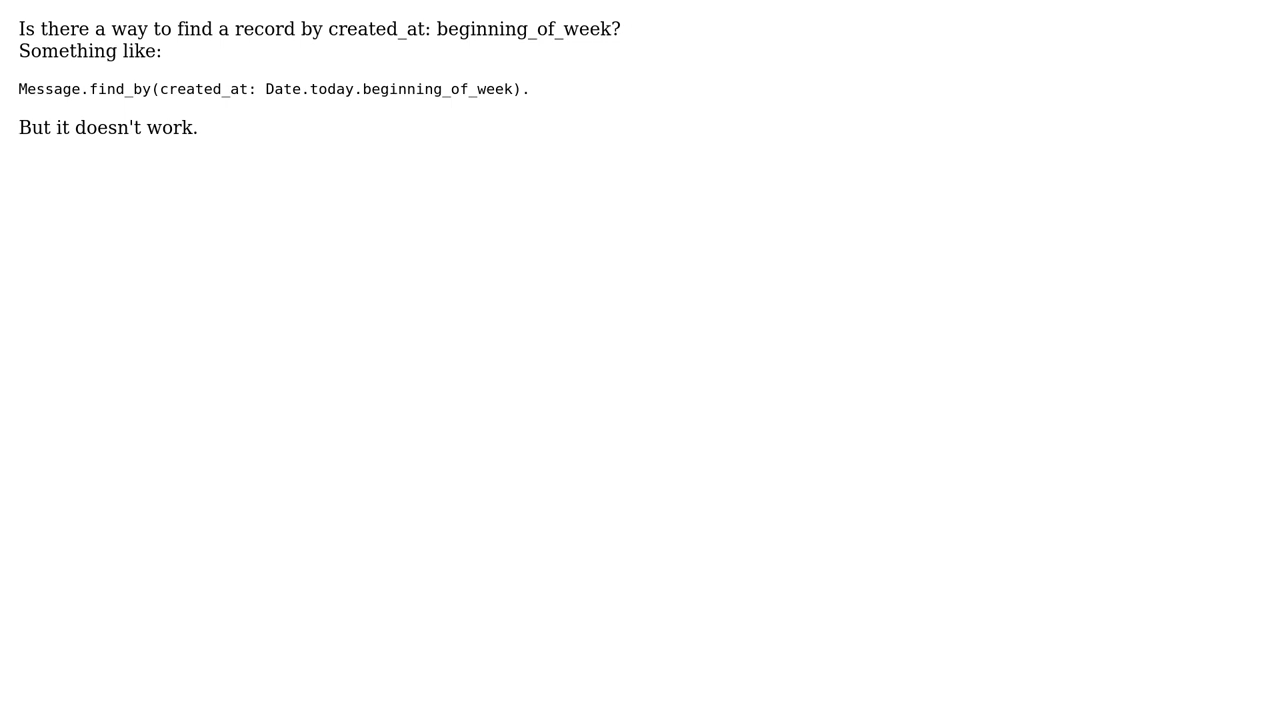 Is there a way to find a record by created_at: beginning_of_week?
Something like:
Message.find_by(created_at: Date.today.beginning_of_week).
But it doesn't work.